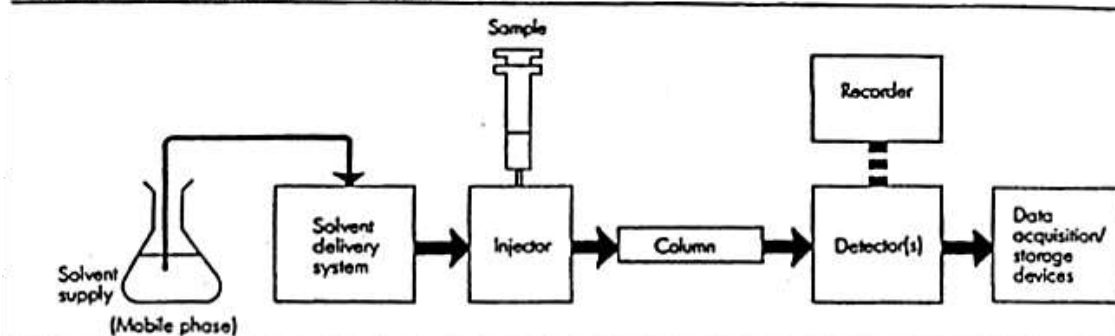 Sample
Recorder
Solvent
delivery
system
Injector
Column
Detector(s)
Data
acquisition/
storage
devices
Solvent
supply
(Mobile phase)